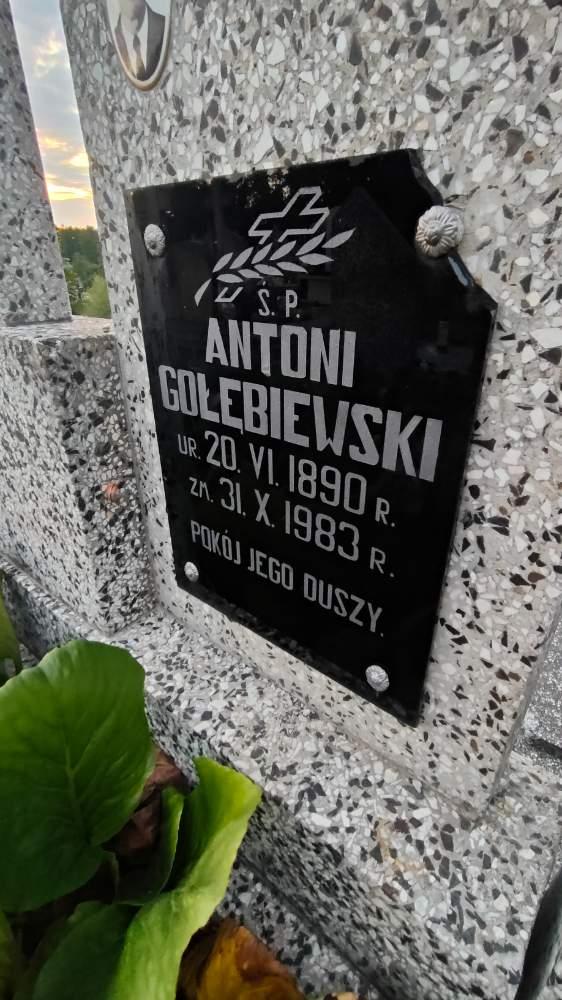 Ś. P.
ANTONI
GOŁĘBIEWSKI
UR. 20. VI. 1890 R.
ZM. 31. X. 1983 R.
POKÓJ JEGO DUSZY.